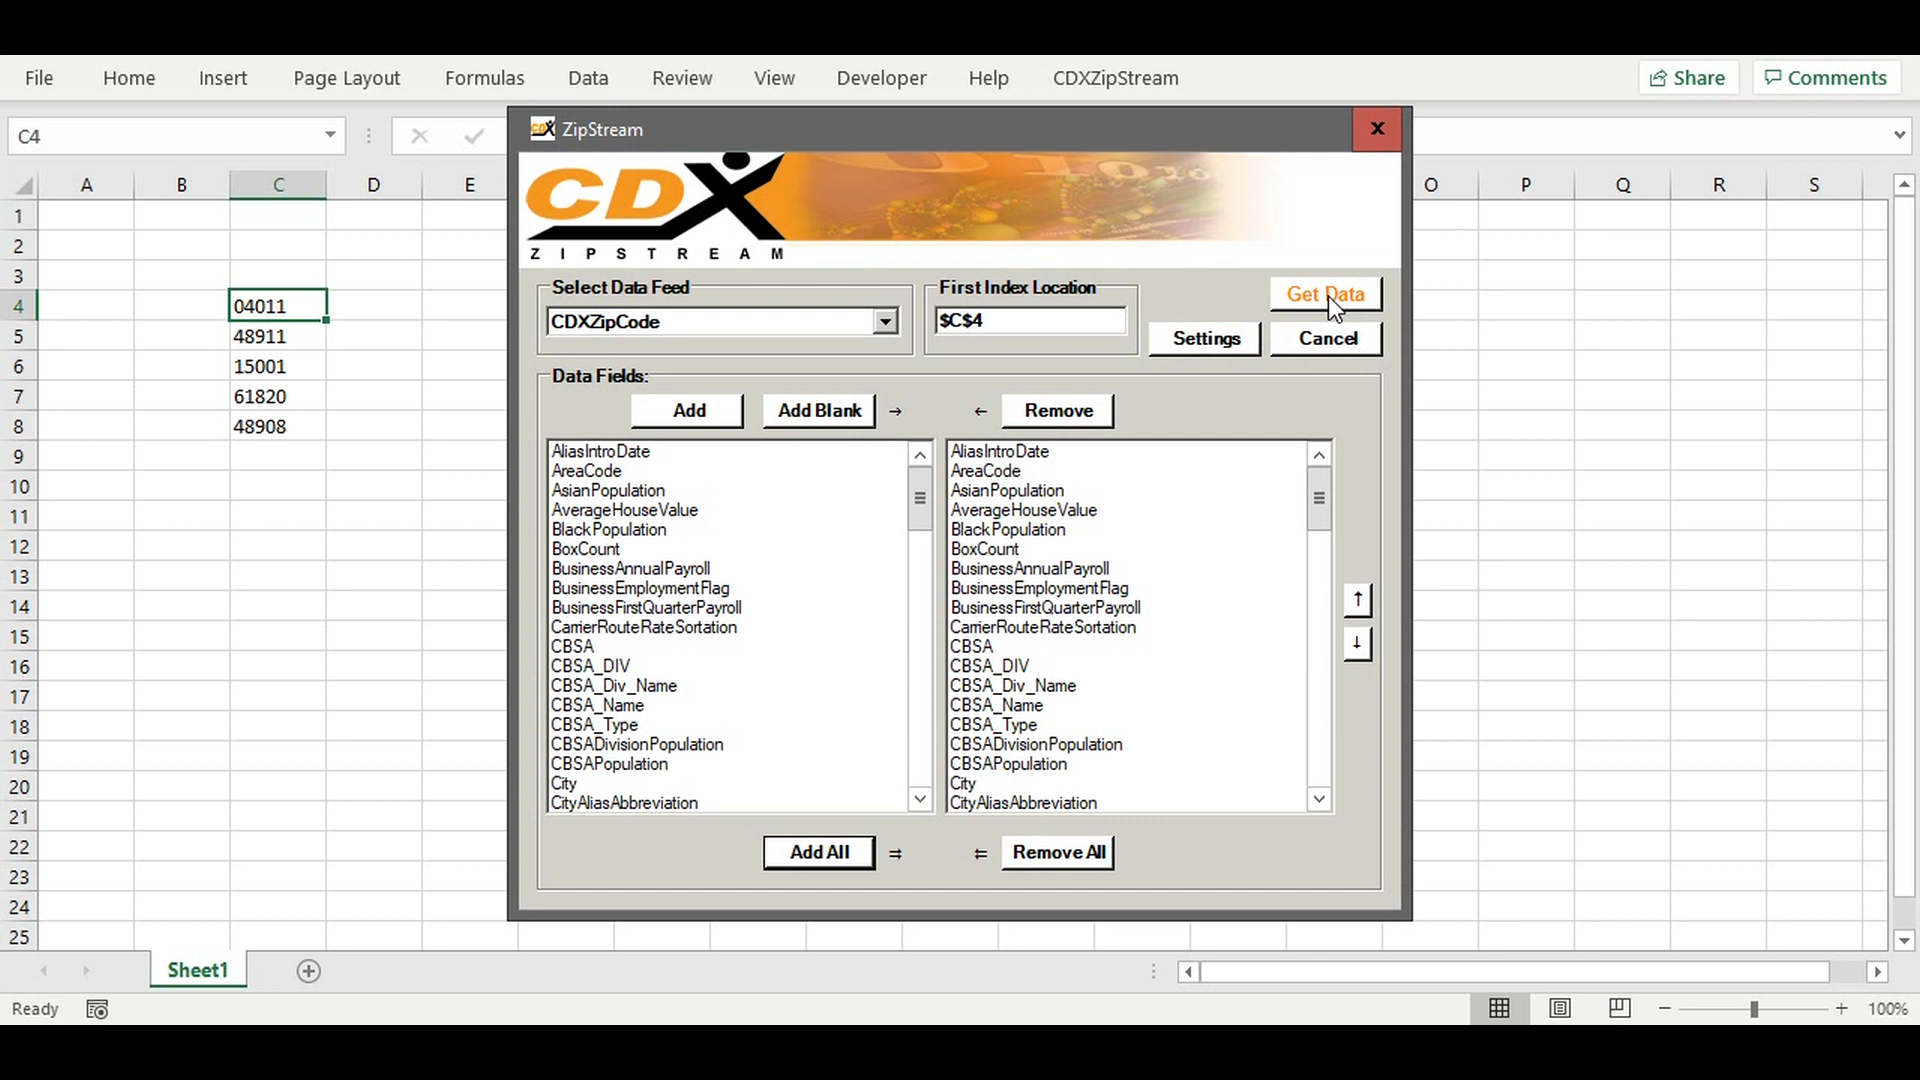 File Home Insert Page Layout Formulas Data Review View Developer Help CDXZipStream Share Comments
C4
A B C D E O P Q R S
1
2
3
4 04011
5 48911
6 15001
7 61820
8 48908
9
10
11
12
13
14
15
16
17
18
19
20
21
22
23
24
25
CDX ZipStream X
CDX
ZIPSTREAM
Select Data Feed
CDXZipCode
First Index Location
$C$4
Get Data
Settings Cancel
Data Fields:
Add Add Blank → ← Remove
AliasIntroDate
AreaCode
AsianPopulation
AverageHouseValue
BlackPopulation
BoxCount
BusinessAnnualPayroll
BusinessEmploymentFlag
BusinessFirstQuarterPayroll
CarrierRouteRateSortation
CBSA
CBSA_DIV
CBSA_Div_Name
CBSA_Name
CBSA_Type
CBSADivisionPopulation
CBSAPopulation
City
CityAliasAbbreviation
AliasIntroDate
AreaCode
AsianPopulation
AverageHouseValue
BlackPopulation
BoxCount
BusinessAnnualPayroll
BusinessEmploymentFlag
BusinessFirstQuarterPayroll
CarrierRouteRateSortation
CBSA
CBSA_DIV
CBSA_Div_Name
CBSA_Name
CBSA_Type
CBSADivisionPopulation
CBSAPopulation
City
CityAliasAbbreviation
↑
↓
Add All ⇉ ⇇ Remove All
Sheet1
Ready 100%